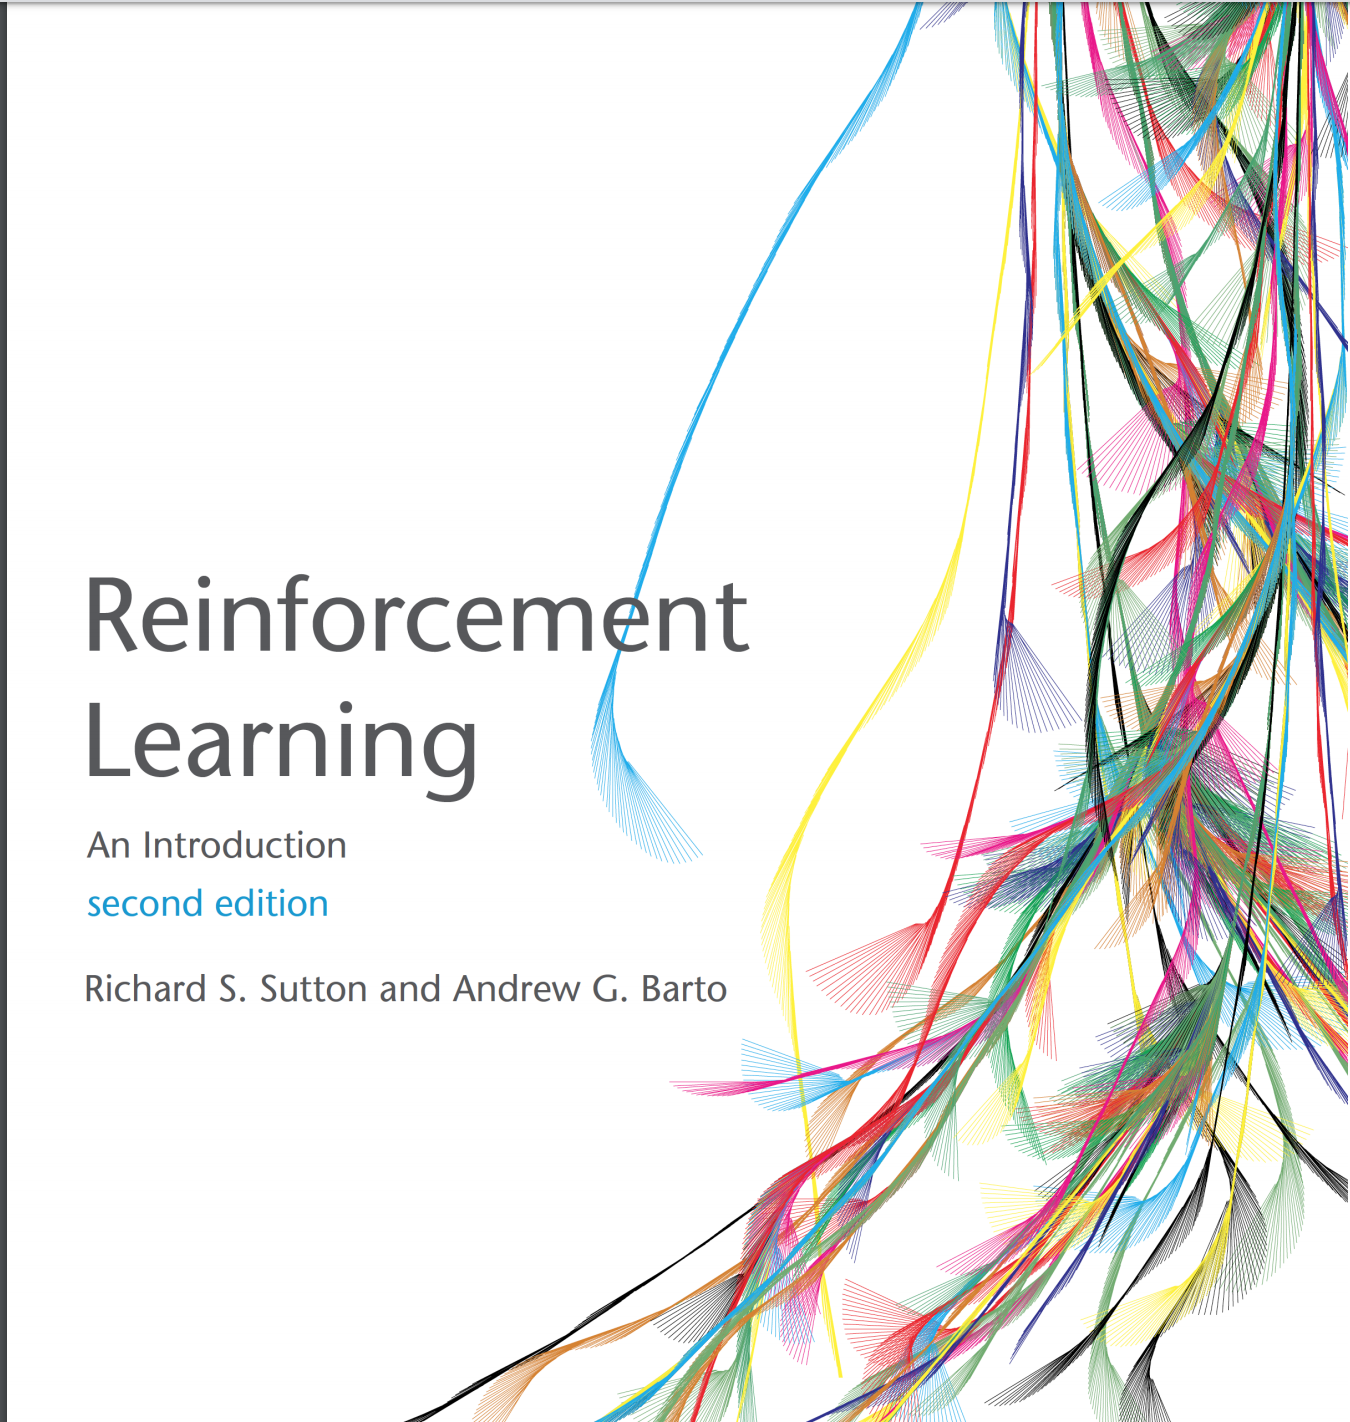 Reinforcement
Learning
An Introduction
second edition
Richard S. Sutton and Andrew G. Barto